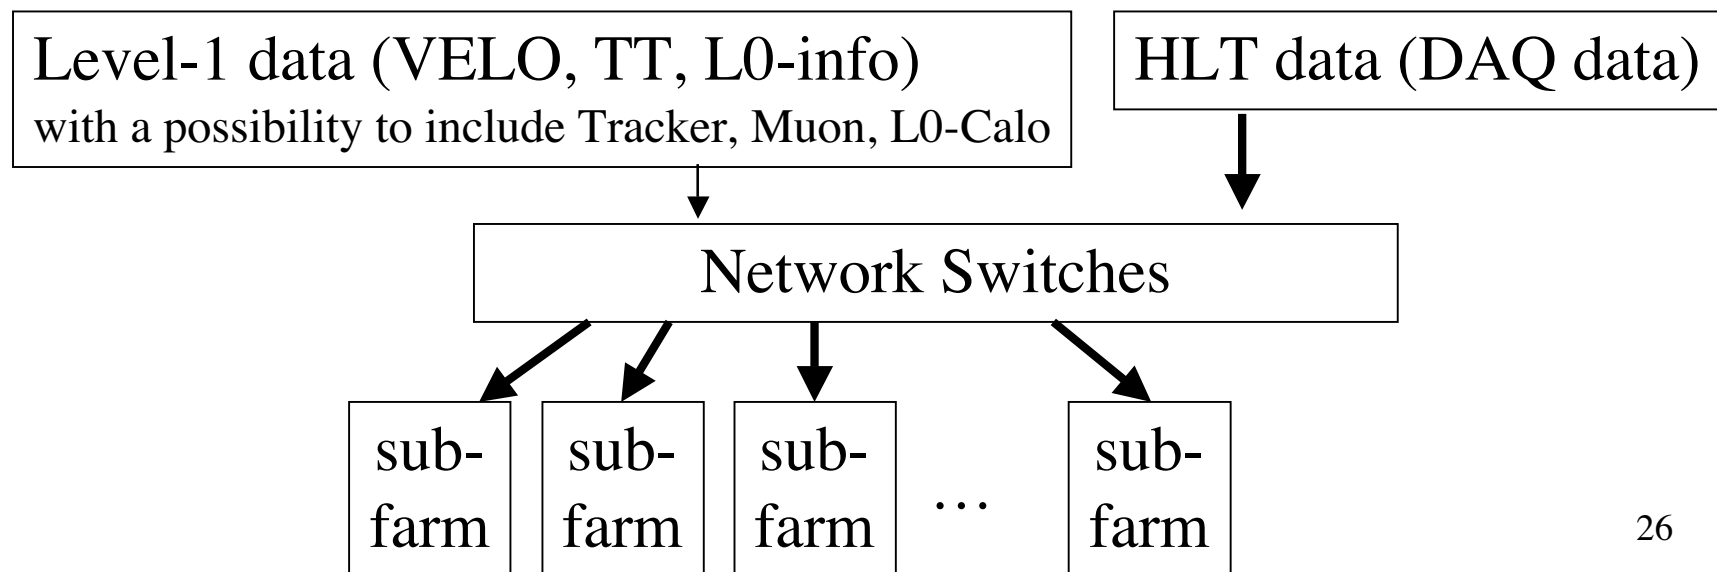 Level-1 data (VELO, TT, L0-info)
with a possibility to include Tracker, Muon, L0-Calo
HLT data (DAQ data)
Network Switches
sub-
farm
sub-
farm
sub-
farm
…
sub-
farm
26